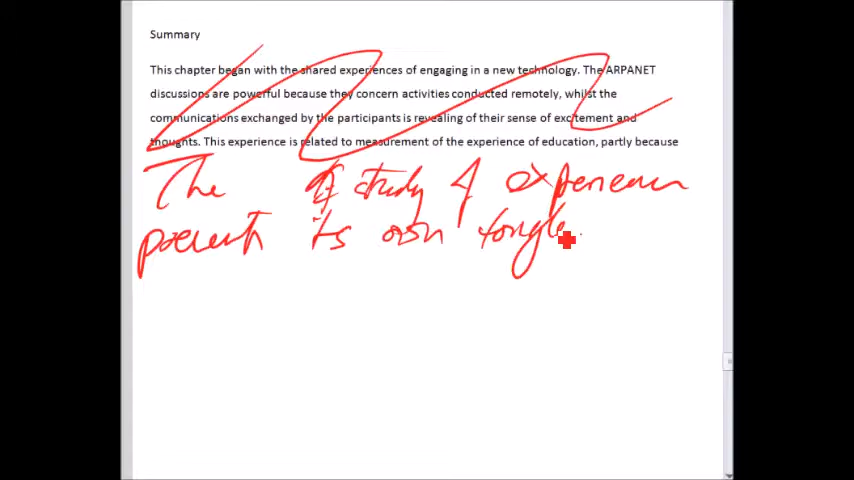 Summary
This chapter began with the shared experiences of engaging in a new technology. The ARPANET
discussions are powerful because they concern activities conducted remotely, whilst the
communications exchanged by the participants is revealing of their sense of excitement and
thoughts. This experience is related to measurement of the experience of education, partly because
The study of experience
presents its own